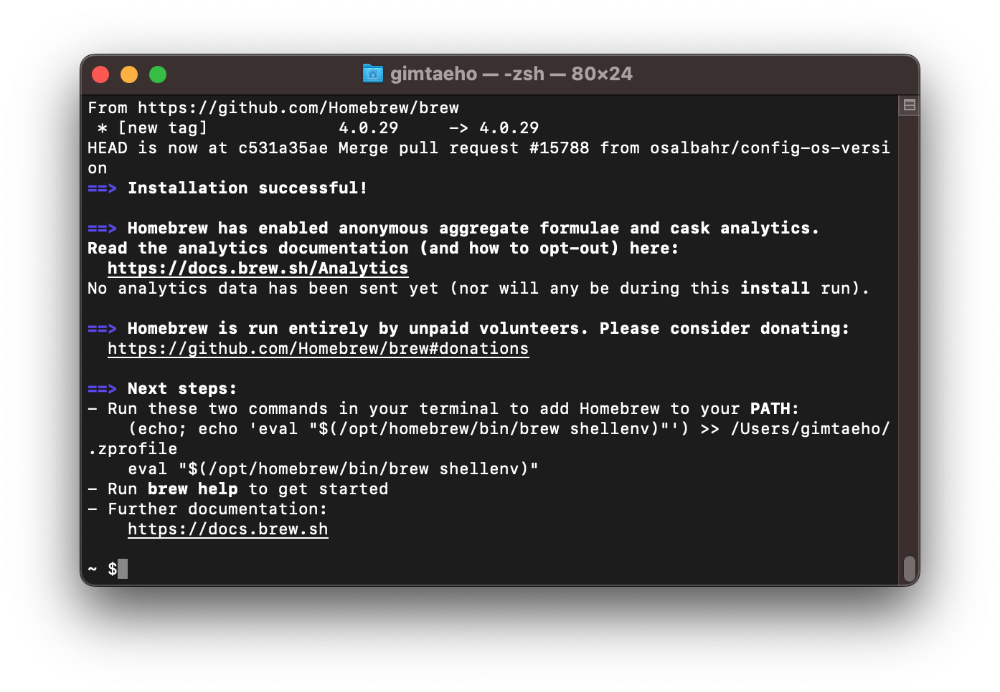 gimtaeho — -zsh — 80×24
From https://github.com/Homebrew/brew
 * [new tag]             4.0.29     -> 4.0.29
HEAD is now at c531a35ae Merge pull request #15788 from osalbahr/config-os-versi
on
==> Installation successful!
==> Homebrew has enabled anonymous aggregate formulae and cask analytics.
Read the analytics documentation (and how to opt-out) here:
  https://docs.brew.sh/Analytics
No analytics data has been sent yet (nor will any be during this install run).
==> Homebrew is run entirely by unpaid volunteers. Please consider donating:
  https://github.com/Homebrew/brew#donations
==> Next steps:
- Run these two commands in your terminal to add Homebrew to your PATH:
    (echo; echo 'eval "$(/opt/homebrew/bin/brew shellenv)"') >> /Users/gimtaeho/
.zprofile
    eval "$(/opt/homebrew/bin/brew shellenv)"
- Run brew help to get started
- Further documentation:
    https://docs.brew.sh
~ $